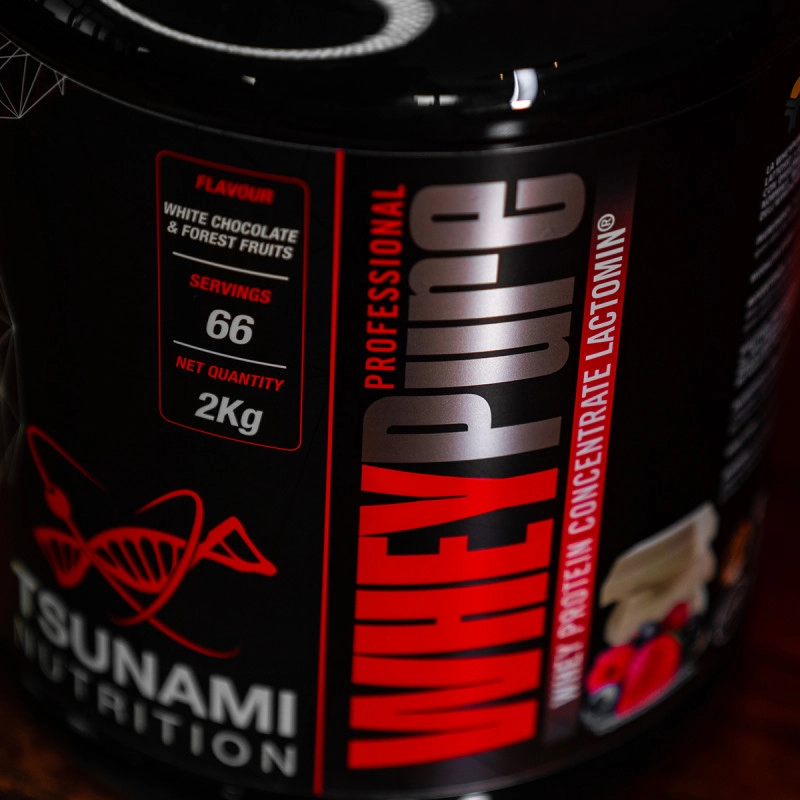 FLAVOUR
WHITE CHOCOLATE
& FOREST FRUITS
SERVINGS
66
NET QUANTITY
2Kg
TSUNAMI
NUTRITION
PROFESSIONAL
WHEYPure
WHEY PROTEIN CONCENTRATE LACTOMIN®